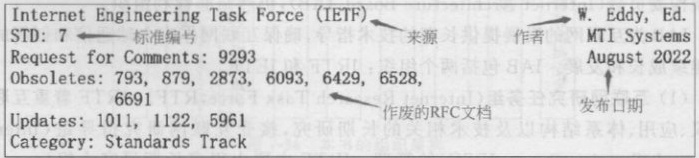 Internet Engineering Task Force (IETF) 来源 作者 W. Eddy, Ed.
STD: 7 标准编号 MTI Systems
Request for Comments: 9293 August 2022
Obsoletes: 793, 879, 2873, 6093, 6429, 6528,
6691 作废的RFC文档 发布日期
Updates: 1011, 1122, 5961
Category: Standards Track